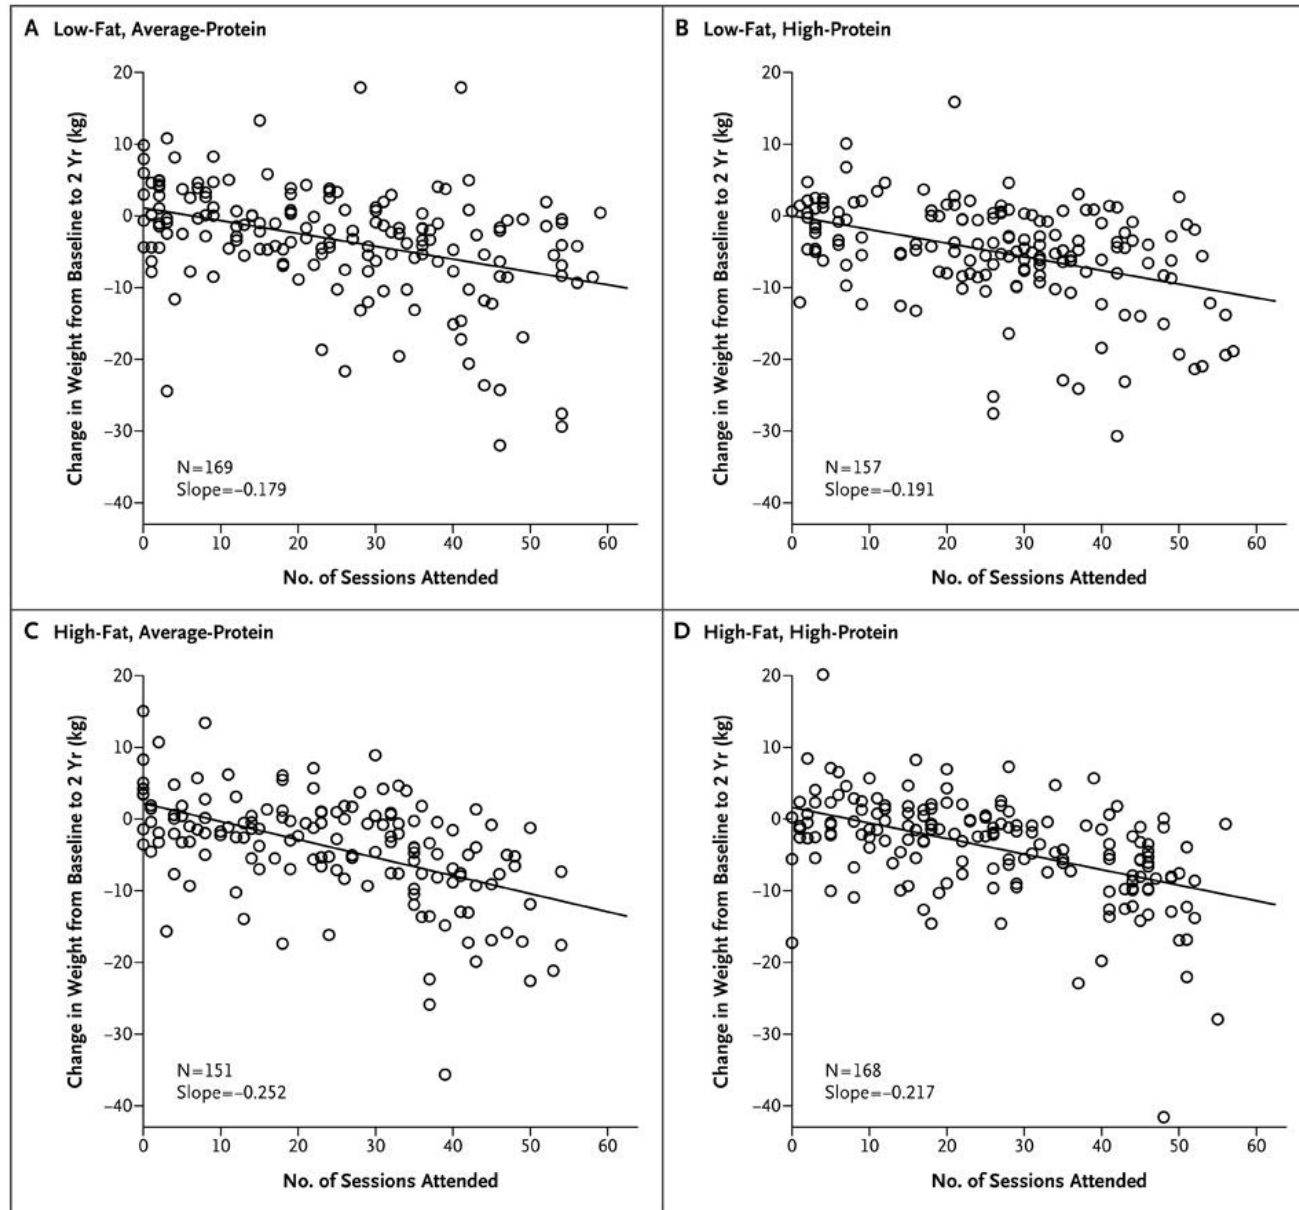 A Low-Fat, Average-Protein
20
10
0
–10
–20
–30
–40
Change in Weight from Baseline to 2 Yr (kg)
N=169
Slope=–0.179
0 10 20 30 40 50 60
No. of Sessions Attended
B Low-Fat, High-Protein
20
10
0
–10
–20
–30
–40
Change in Weight from Baseline to 2 Yr (kg)
N=157
Slope=–0.191
0 10 20 30 40 50 60
No. of Sessions Attended
C High-Fat, Average-Protein
20
10
0
–10
–20
–30
–40
Change in Weight from Baseline to 2 Yr (kg)
N=151
Slope=–0.252
0 10 20 30 40 50 60
No. of Sessions Attended
D High-Fat, High-Protein
20
10
0
–10
–20
–30
–40
Change in Weight from Baseline to 2 Yr (kg)
N=168
Slope=–0.217
0 10 20 30 40 50 60
No. of Sessions Attended